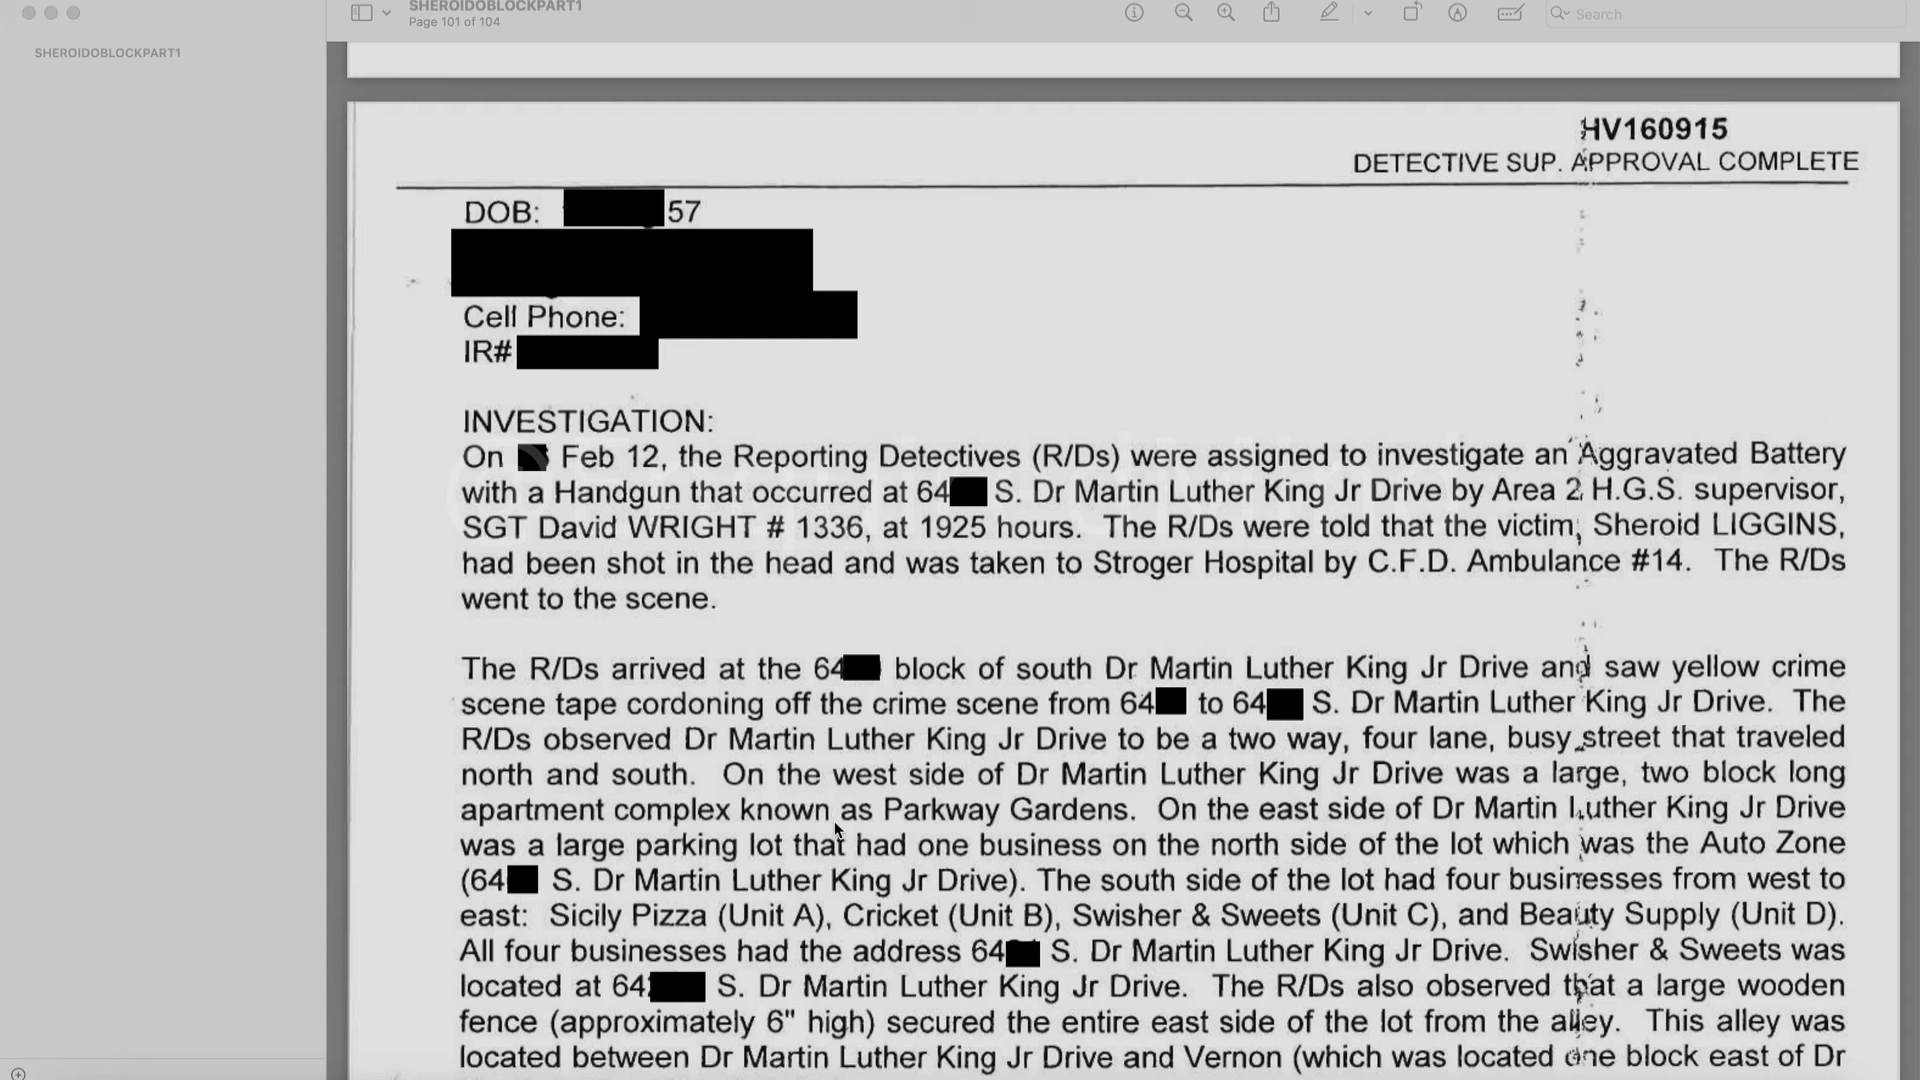 SHEROIDOBLOCKPART1
Page 101 of 104
Search
SHEROIDOBLOCKPART1
HV160915
DETECTIVE SUP. APPROVAL COMPLETE
DOB: 57
Cell Phone:
IR#
INVESTIGATION:
On Feb 12, the Reporting Detectives (R/Ds) were assigned to investigate an Aggravated Battery
with a Handgun that occurred at 64 S. Dr Martin Luther King Jr Drive by Area 2 H.G.S. supervisor,
SGT David WRIGHT # 1336, at 1925 hours. The R/Ds were told that the victim, Sheroid LIGGINS,
had been shot in the head and was taken to Stroger Hospital by C.F.D. Ambulance #14. The R/Ds
went to the scene.
The R/Ds arrived at the 64 block of south Dr Martin Luther King Jr Drive and saw yellow crime
scene tape cordoning off the crime scene from 64 to 64 S. Dr Martin Luther King Jr Drive. The
R/Ds observed Dr Martin Luther King Jr Drive to be a two way, four lane, busy street that traveled
north and south. On the west side of Dr Martin Luther King Jr Drive was a large, two block long
apartment complex known as Parkway Gardens. On the east side of Dr Martin Luther King Jr Drive
was a large parking lot that had one business on the north side of the lot which was the Auto Zone
(64 S. Dr Martin Luther King Jr Drive). The south side of the lot had four businesses from west to
east: Sicily Pizza (Unit A), Cricket (Unit B), Swisher & Sweets (Unit C), and Beauty Supply (Unit D).
All four businesses had the address 64 S. Dr Martin Luther King Jr Drive. Swisher & Sweets was
located at 64 S. Dr Martin Luther King Jr Drive. The R/Ds also observed that a large wooden
fence (approximately 6" high) secured the entire east side of the lot from the alley. This alley was
located between Dr Martin Luther King Jr Drive and Vernon (which was located one block east of Dr